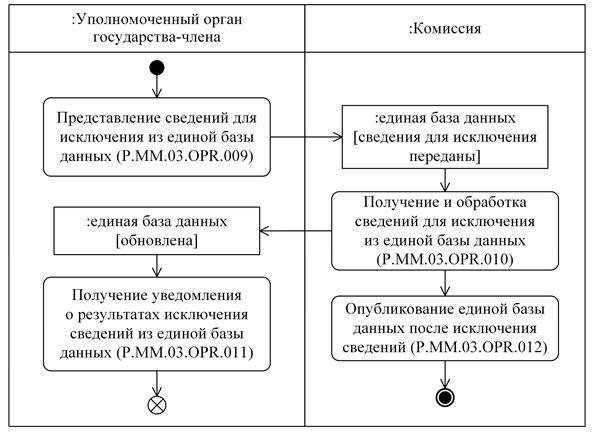 :Уполномоченный орган
государства-члена
:Комиссия
Представление сведений для
исключения из единой базы
данных (P.MM.03.OPR.009)
:единая база данных
[сведения для исключения
переданы]
Получение и обработка
сведений для исключения
из единой базы данных
(P.MM.03.OPR.010)
:единая база данных
[обновлена]
Получение уведомления
о результатах исключения
сведений из единой базы
данных (P.MM.03.OPR.011)
Опубликование единой базы
данных после исключения
сведений (P.MM.03.OPR.012)